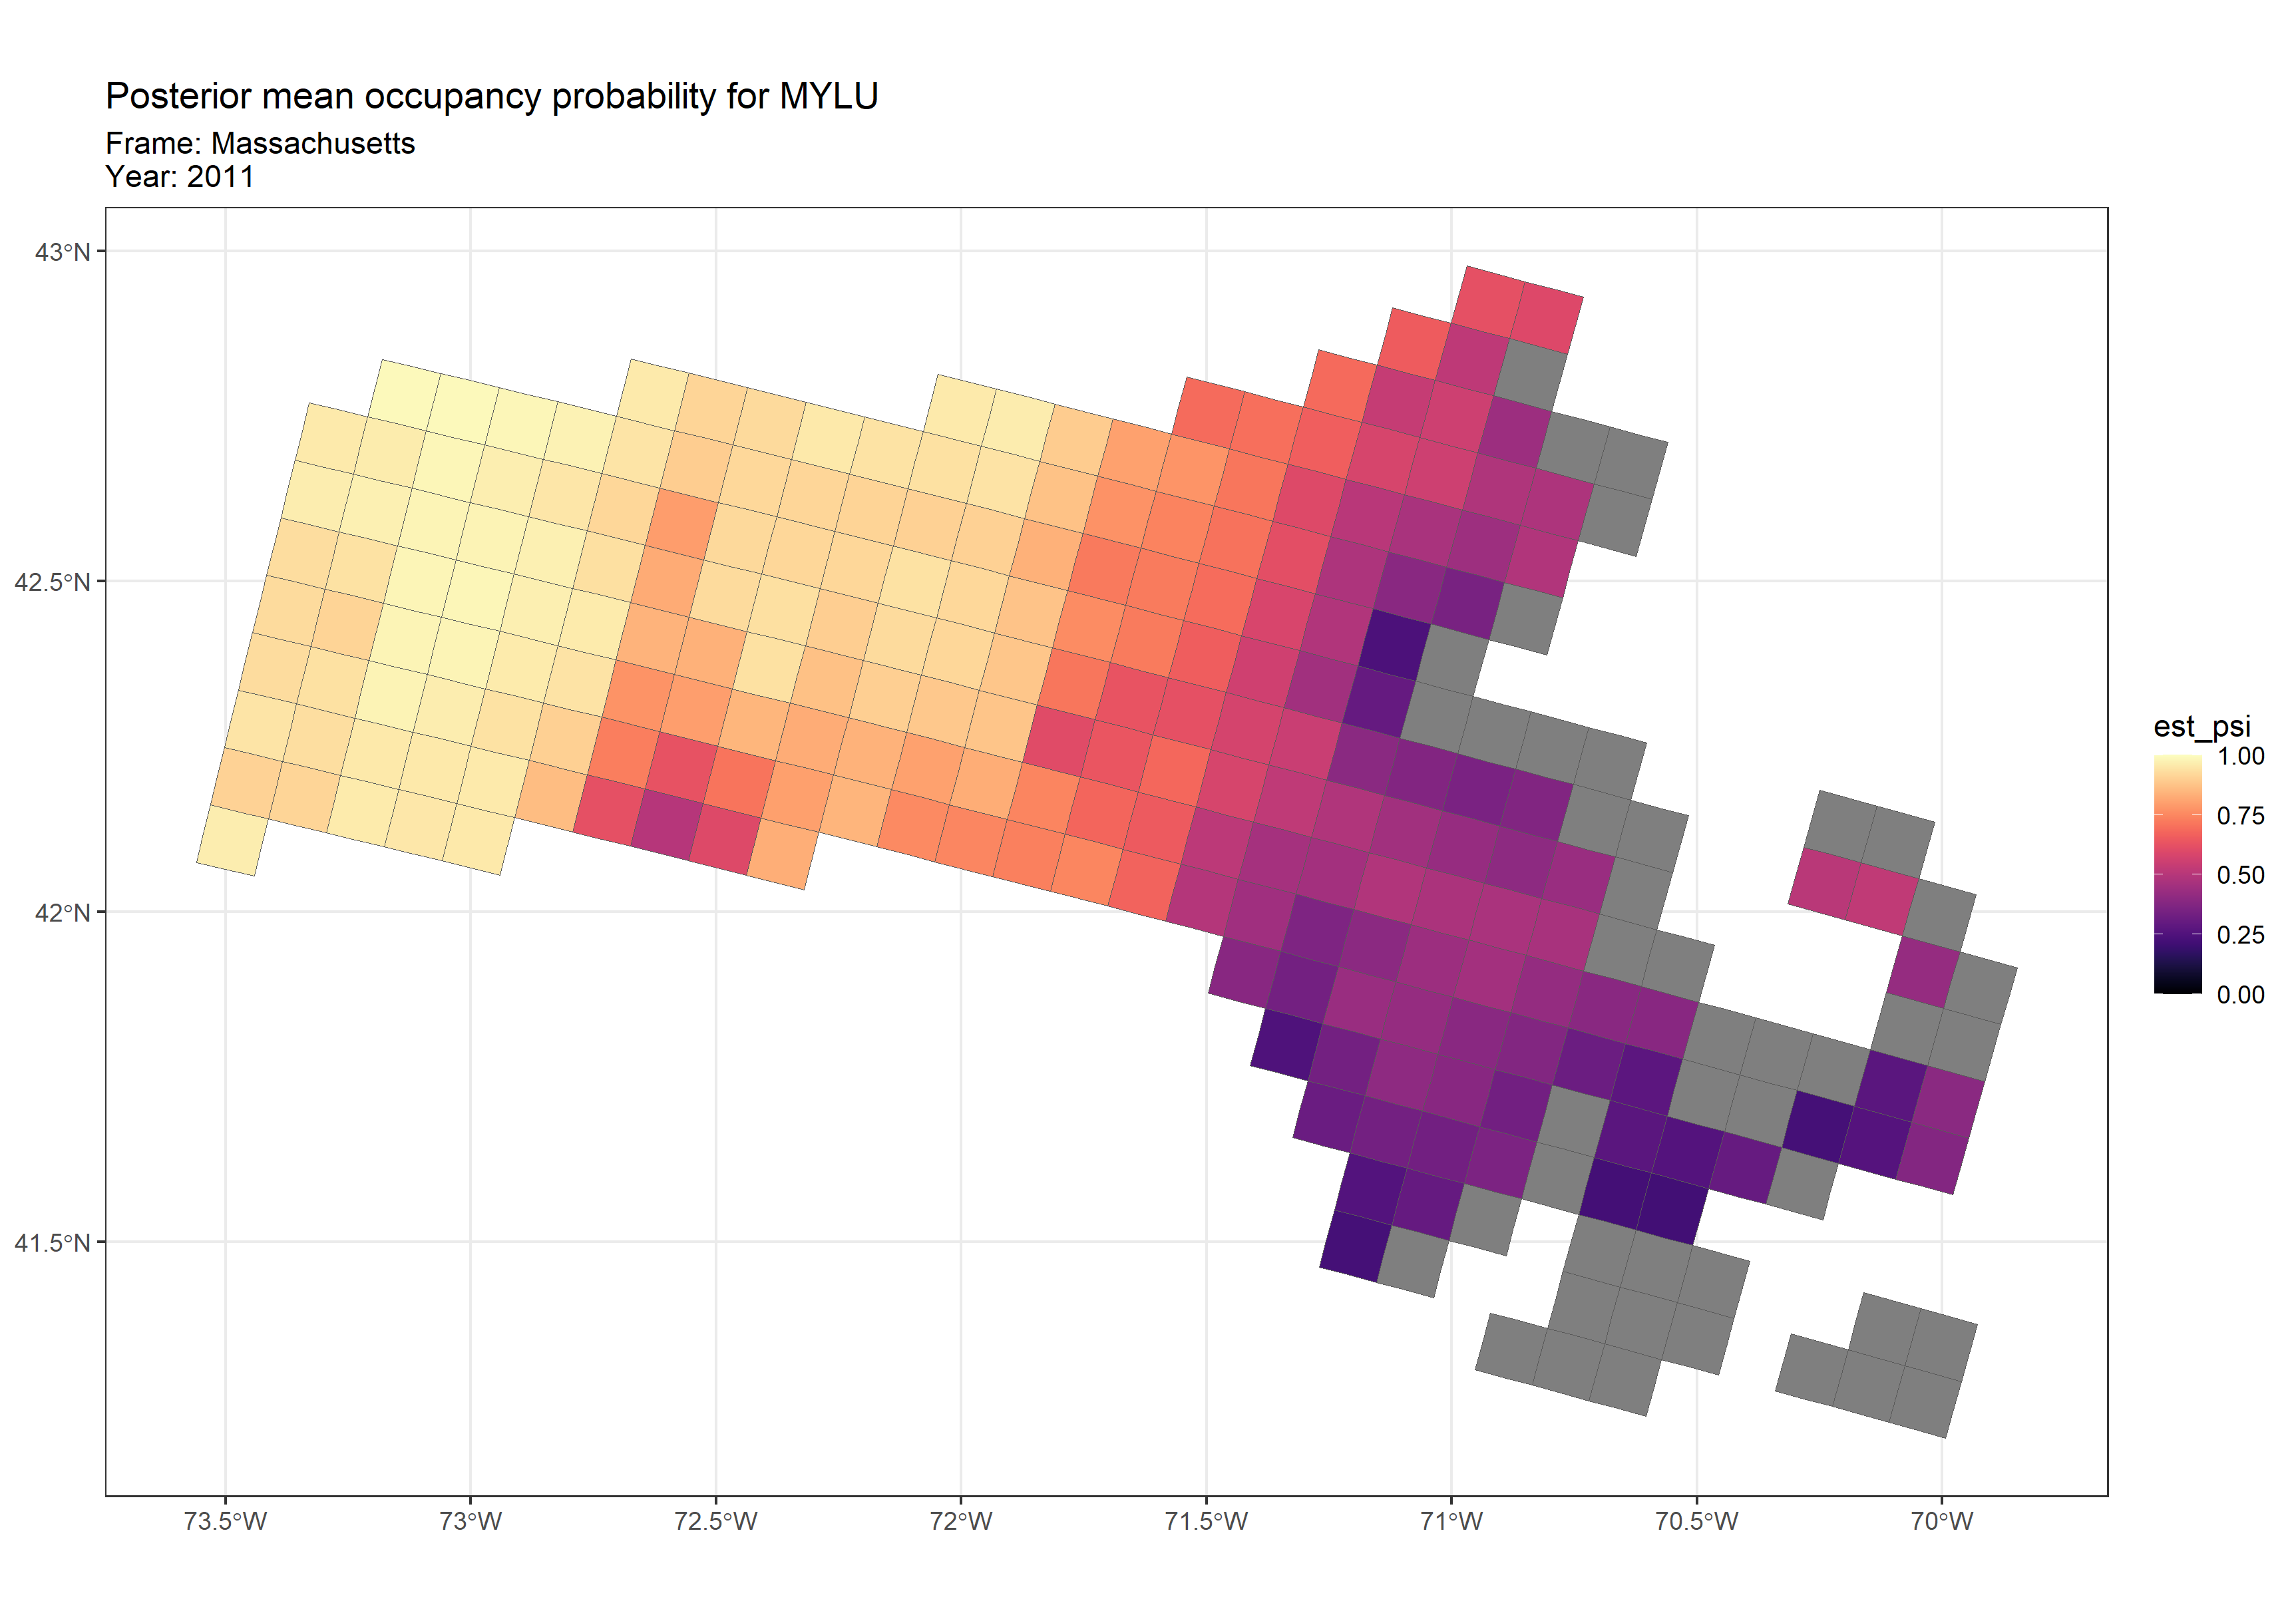 Posterior mean occupancy probability for MYLU
Frame: Massachusetts
Year: 2011
43°N
42.5°N
42°N
41.5°N
73.5°W
73°W
72.5°W
72°W
71.5°W
71°W
70.5°W
70°W
est_psi
1.00
0.75
0.50
0.25
0.00